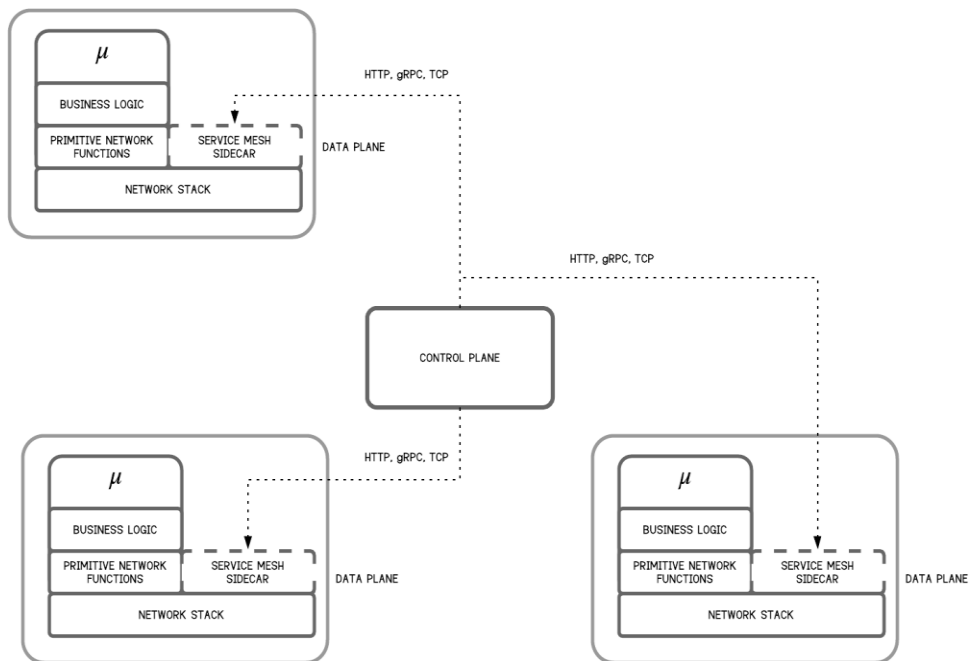 μ
BUSINESS LOGIC
PRIMITIVE NETWORK
FUNCTIONS
SERVICE MESH
SIDECAR
NETWORK STACK
DATA PLANE
HTTP, gRPC, TCP
HTTP, gRPC, TCP
CONTROL PLANE
HTTP, gRPC, TCP
μ
BUSINESS LOGIC
PRIMITIVE NETWORK
FUNCTIONS
SERVICE MESH
SIDECAR
NETWORK STACK
DATA PLANE
μ
BUSINESS LOGIC
PRIMITIVE NETWORK
FUNCTIONS
SERVICE MESH
SIDECAR
NETWORK STACK
DATA PLANE